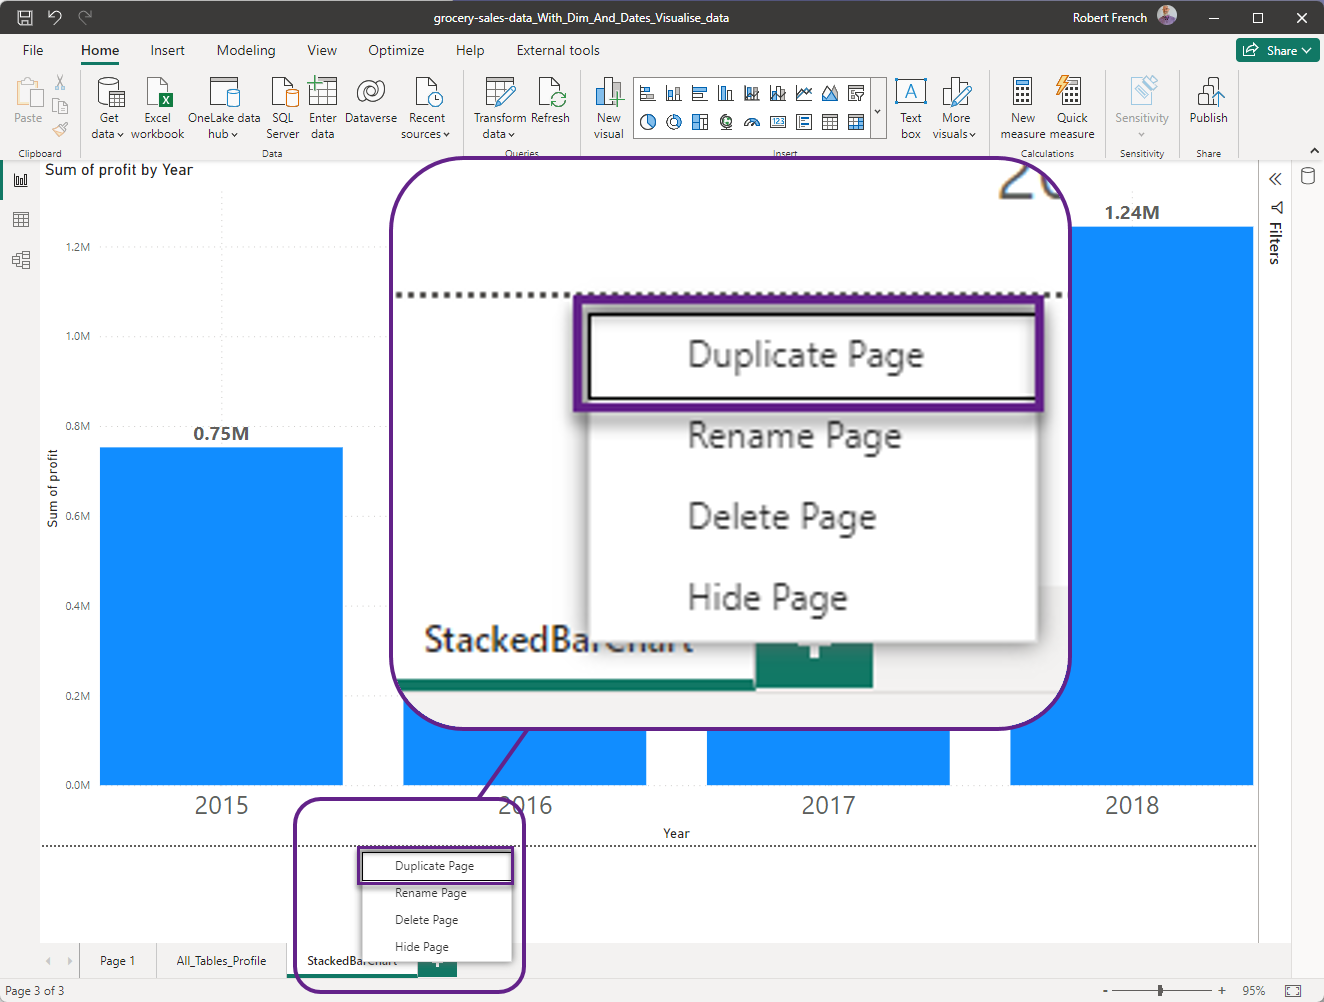 grocery-sales-data_With_Dim_And_Dates_Visualise_data
Robert French
File Home Insert Modeling View Optimize Help External tools
Share
Paste
Get data
Excel workbook
OneLake data hub
SQL Server
Enter data
Dataverse
Recent sources
Transform data
Refresh
New visual
Text box
More visuals
New measure
Quick measure
Sensitivity
Publish
Clipboard
Data
Queries
Insert
Calculations
Sensitivity
Share
Sum of profit by Year
Filters
1.24M
1.2M
1.0M
0.8M
0.75M
Sum of profit
0.6M
0.4M
0.2M
0.0M
Duplicate Page
Rename Page
Delete Page
Hide Page
StackedBarChart
2015 2016 2017 2018
Year
Duplicate Page
Rename Page
Delete Page
Hide Page
Page 1 All_Tables_Profile StackedBarChart
Page 3 of 3
- + 95%